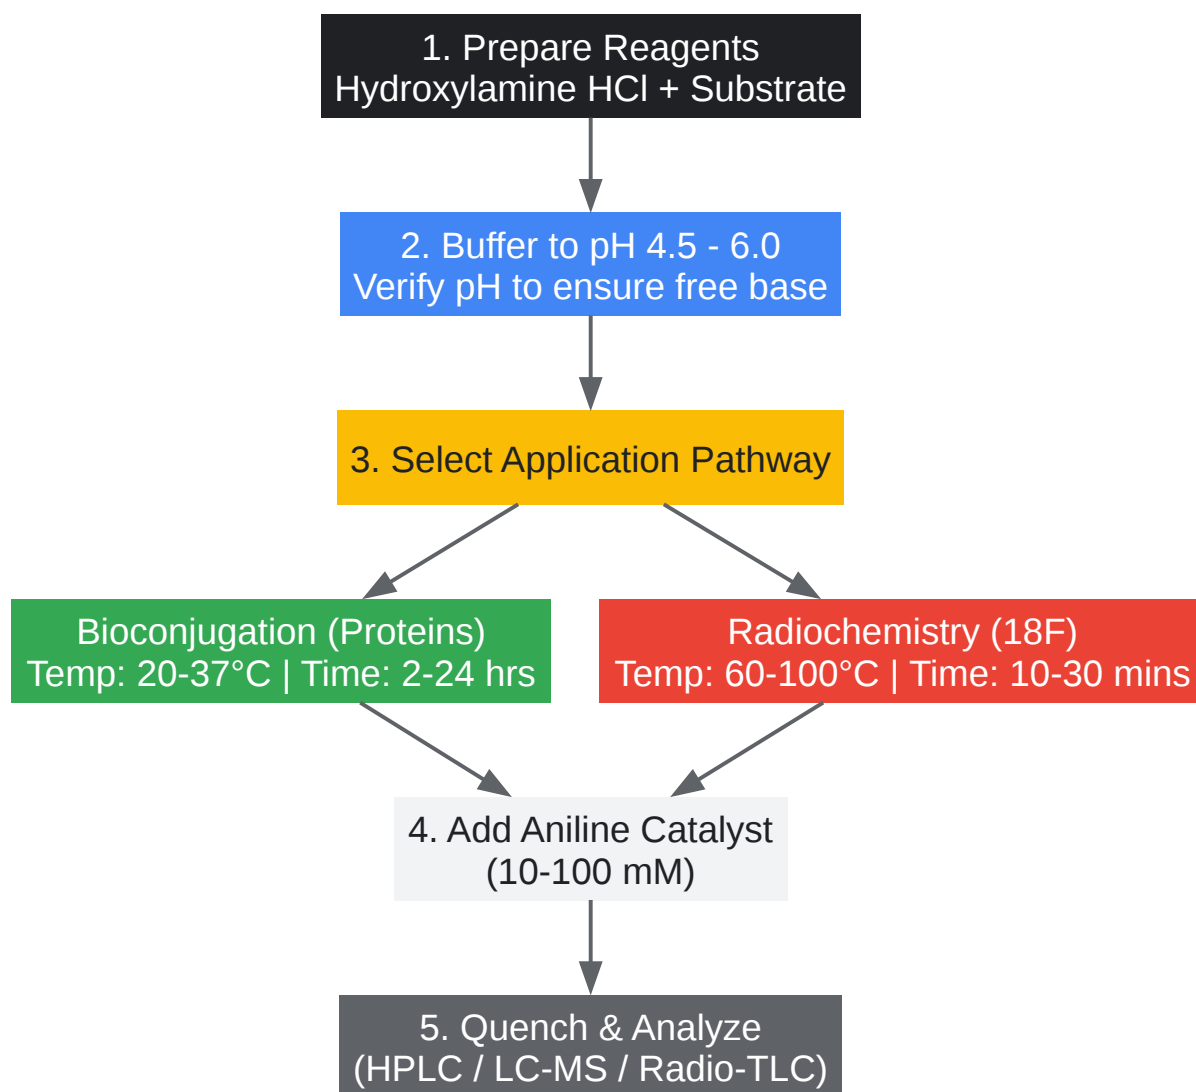 1. Prepare Reagents
Hydroxylamine HCl + Substrate
2. Buffer to pH 4.5 - 6.0
Verify pH to ensure free base
3. Select Application Pathway
Bioconjugation (Proteins)
Temp: 20-37°C | Time: 2-24 hrs
Radiochemistry (18F)
Temp: 60-100°C | Time: 10-30 mins
4. Add Aniline Catalyst
(10-100 mM)
5. Quench & Analyze
(HPLC / LC-MS / Radio-TLC)